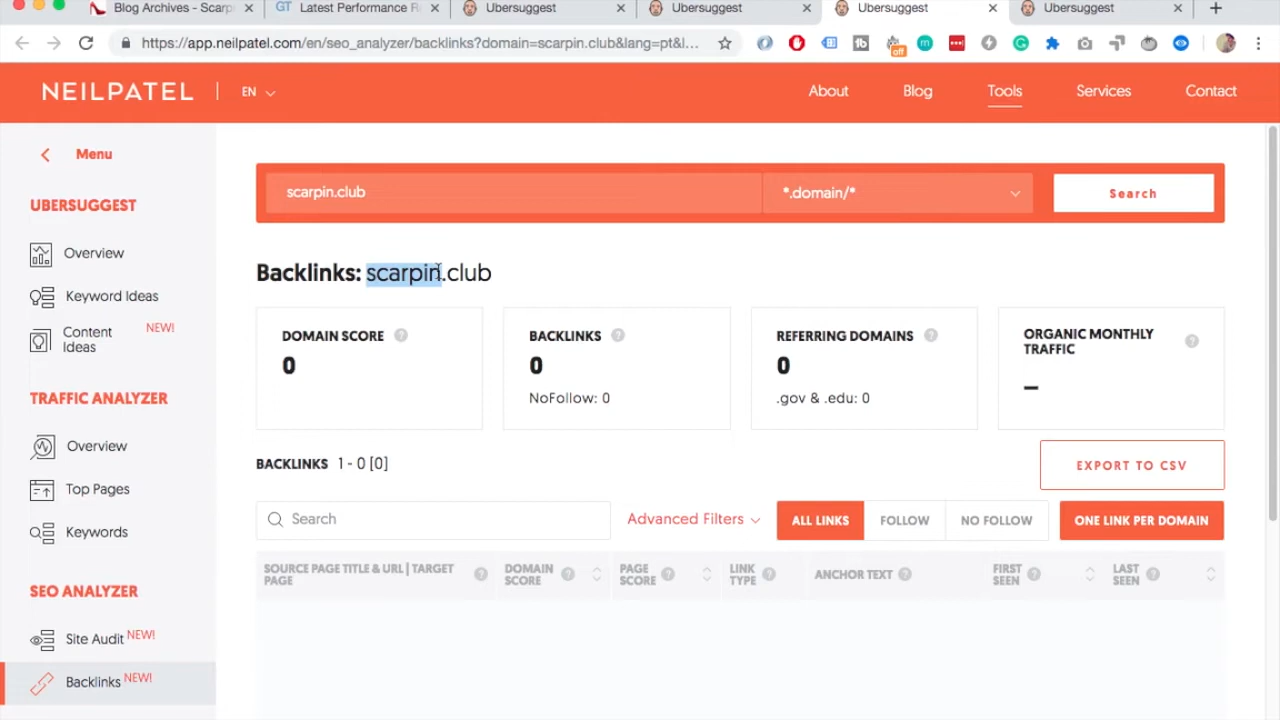 Blog Archives - Scarp
GT Latest Performance R
Ubersuggest
Ubersuggest
Ubersuggest
Ubersuggest
https://app.neilpatel.com/en/seo_analyzer/backlinks?domain=scarpin.club&lang=pt&l...
off
NEILPATEL
EN
About
Blog
Tools
Services
Contact
Menu
UBERSUGGEST
Overview
Keyword Ideas
Content Ideas NEW!
TRAFFIC ANALYZER
Overview
Top Pages
Keywords
SEO ANALYZER
Site Audit NEW!
Backlinks NEW!
scarpin.club
*.domain/*
Search
Backlinks: scarpin.club
DOMAIN SCORE ?
0
BACKLINKS ?
0
NoFollow: 0
REFERRING DOMAINS ?
0
.gov & .edu: 0
ORGANIC MONTHLY
TRAFFIC ?
–
BACKLINKS 1 - 0 [0]
EXPORT TO CSV
Search
Advanced Filters
ALL LINKS
FOLLOW
NO FOLLOW
ONE LINK PER DOMAIN
SOURCE PAGE TITLE & URL | TARGET
PAGE ?
DOMAIN
SCORE ?
PAGE
SCORE ?
LINK
TYPE ?
ANCHOR TEXT ?
FIRST
SEEN ?
LAST
SEEN ?